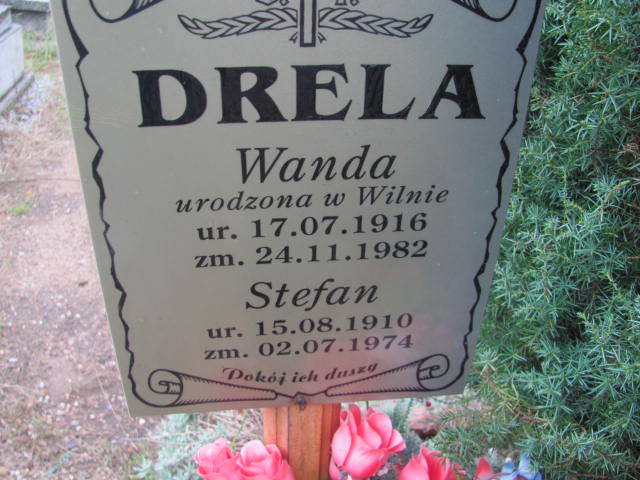 DRELA
Wanda
urodzona w Wilnie
ur. 17.07.1916
zm. 24.11.1982
Stefan
ur. 15.08.1910
zm. 02.07.1974
Pokój ich duszy